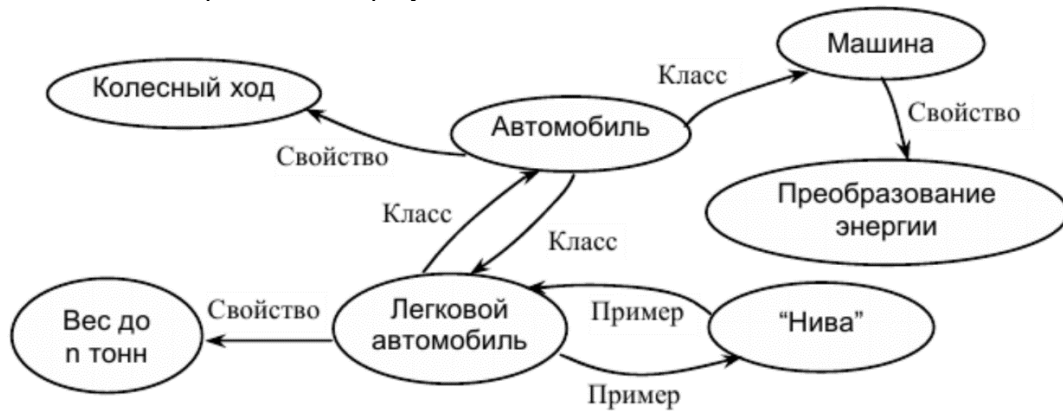 Машина
Класс
Колесный ход
Свойство
Автомобиль
Свойство
Преобразование
энергии
Класс
Класс
Свойство
Вес до
n тонн
Легковой
автомобиль
Пример
“Нива”
Пример